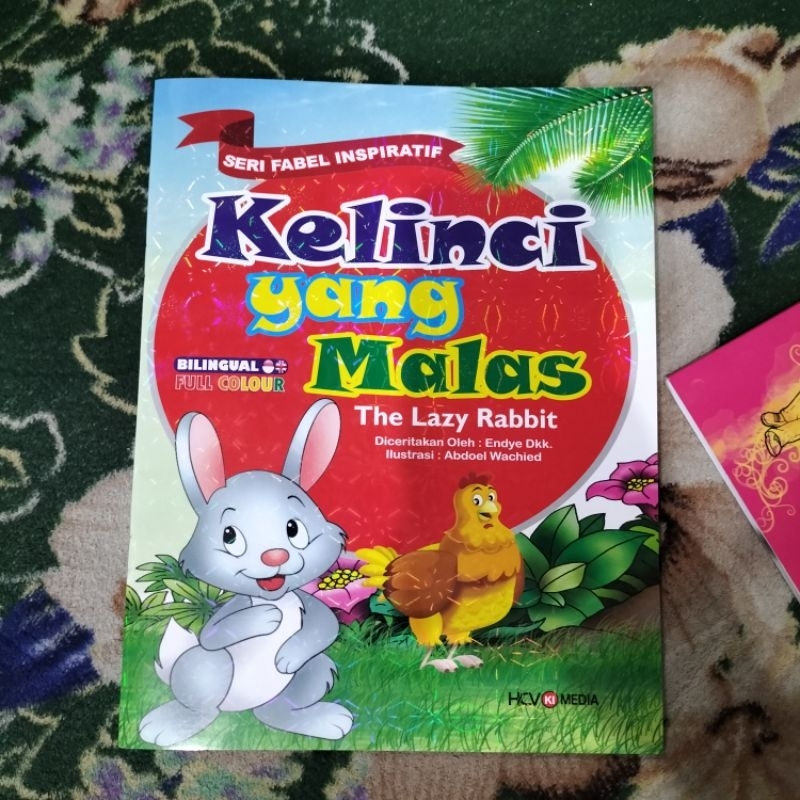 SERI FABEL INSPIRATIF
Kelinci
yang
Malas
BILINGUAL
FULL COLOUR
The Lazy Rabbit
Diceritakan Oleh : Endye Dkk.
Ilustrasi : Abdoel Wachied
KI MEDIA